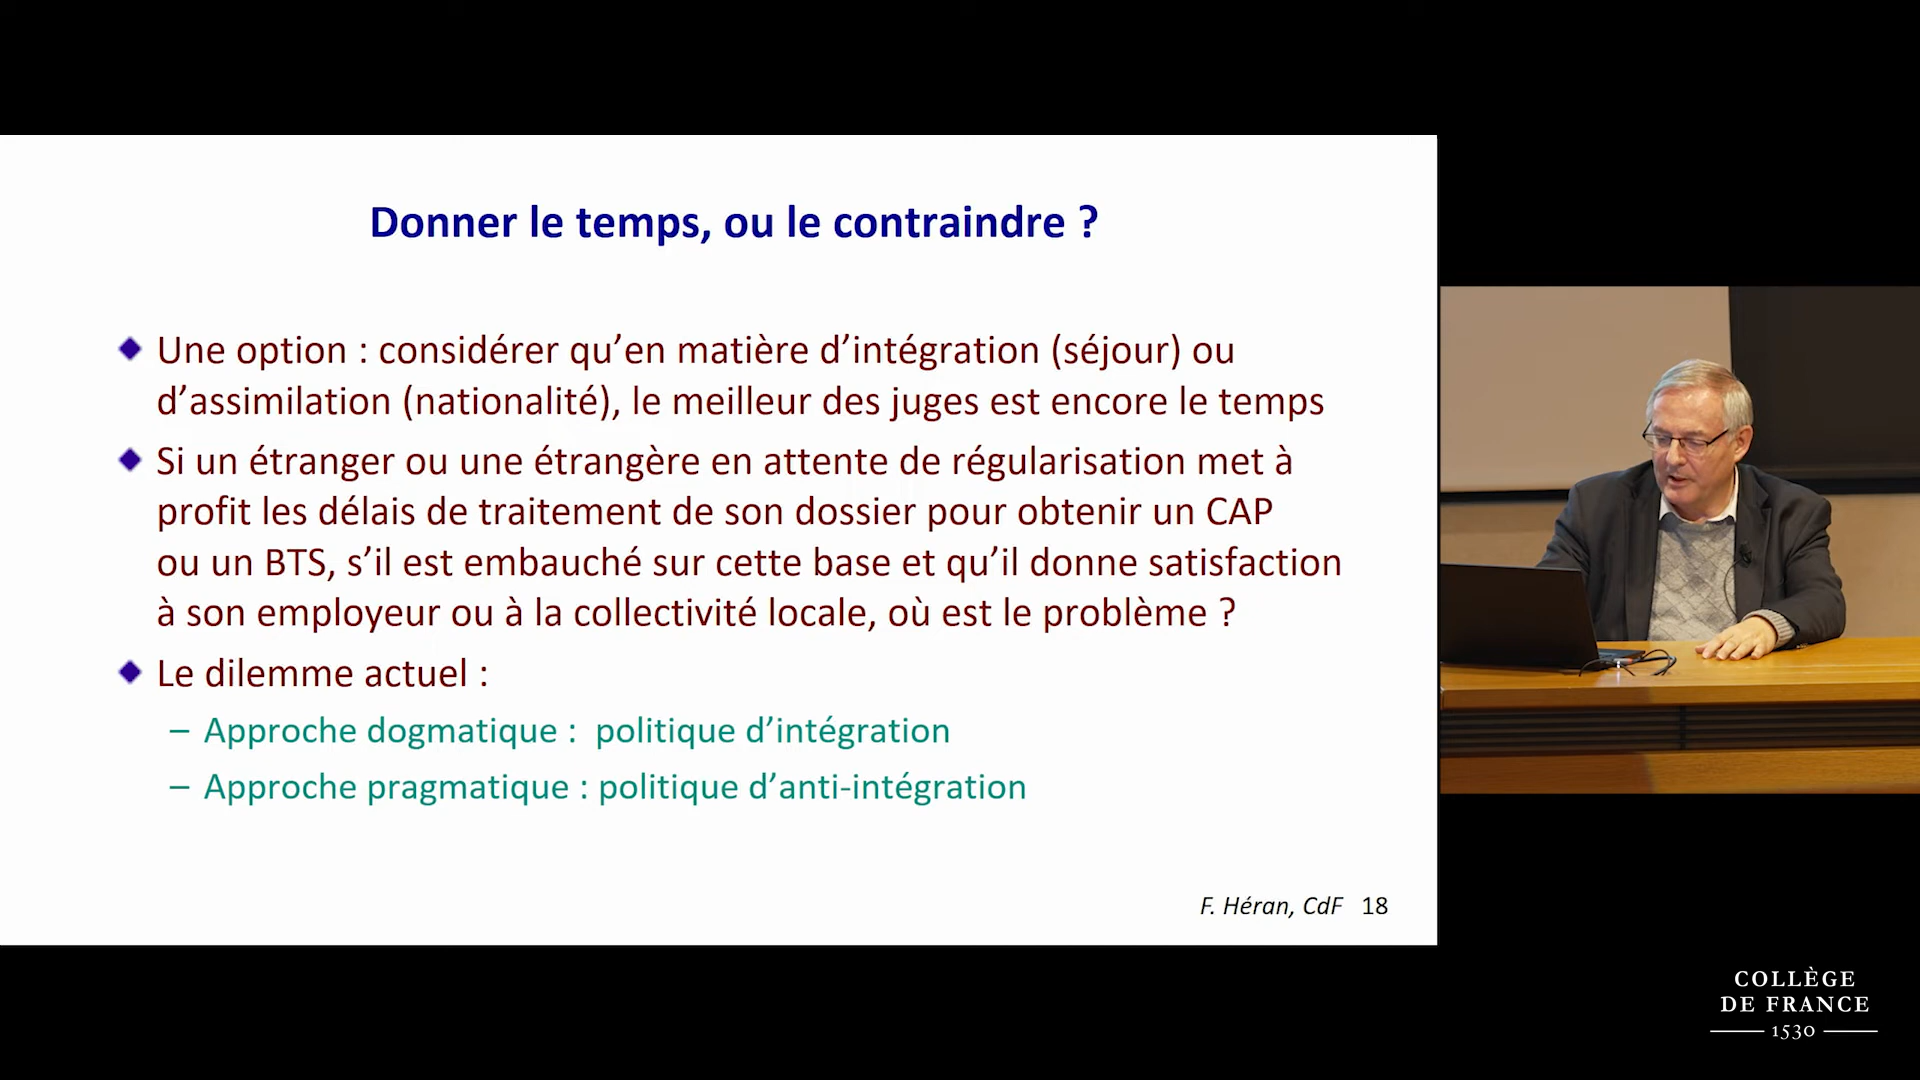 Donner le temps, ou le contraindre ?
Une option : considérer qu’en matière d’intégration (séjour) ou
d’assimilation (nationalité), le meilleur des juges est encore le temps
Si un étranger ou une étrangère en attente de régularisation met à
profit les délais de traitement de son dossier pour obtenir un CAP
ou un BTS, s’il est embauché sur cette base et qu’il donne satisfaction
à son employeur ou à la collectivité locale, où est le problème ?
Le dilemme actuel :
– Approche dogmatique : politique d’intégration
– Approche pragmatique : politique d’anti-intégration
F. Héran, CdF 18
COLLÈGE
DE FRANCE
1530